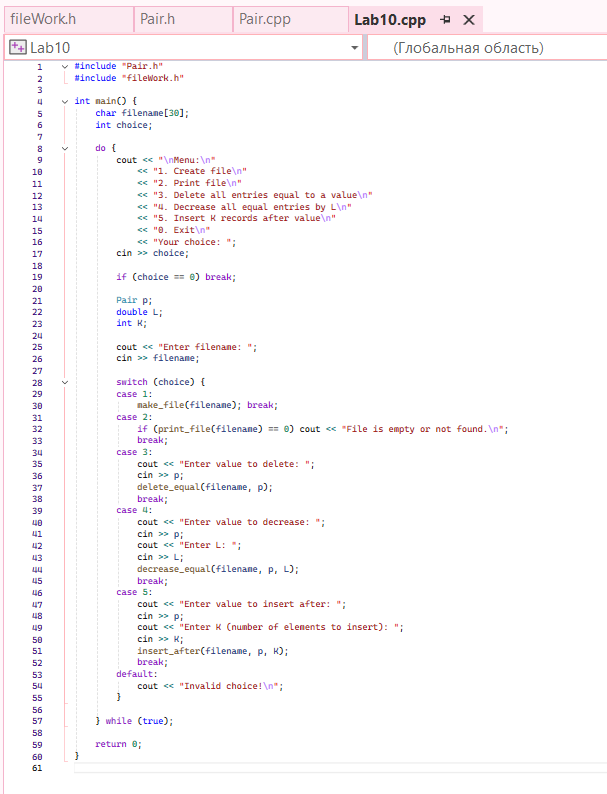 fileWork.h Pair.h Pair.cpp Lab10.cpp
Lab10 (Глобальная область)
1 #include "Pair.h"
2 #include "fileWork.h"
3
4 int main() {
5 char filename[30];
6 int choice;
7
8 do {
9 cout << "\nMenu:\n"
10 << "1. Create file\n"
11 << "2. Print file\n"
12 << "3. Delete all entries equal to a value\n"
13 << "4. Decrease all equal entries by L\n"
14 << "5. Insert K records after value\n"
15 << "0. Exit\n"
16 << "Your choice: ";
17 cin >> choice;
18
19 if (choice == 0) break;
20
21 Pair p;
22 double L;
23 int K;
24
25 cout << "Enter filename: ";
26 cin >> filename;
27
28 switch (choice) {
29 case 1:
30 make_file(filename); break;
31 case 2:
32 if (print_file(filename) == 0) cout << "File is empty or not found.\n";
33 break;
34 case 3:
35 cout << "Enter value to delete: ";
36 cin >> p;
37 delete_equal(filename, p);
38 break;
39 case 4:
40 cout << "Enter value to decrease: ";
41 cin >> p;
42 cout << "Enter L: ";
43 cin >> L;
44 decrease_equal(filename, p, L);
45 break;
46 case 5:
47 cout << "Enter value to insert after: ";
48 cin >> p;
49 cout << "Enter K (number of elements to insert): ";
50 cin >> K;
51 insert_after(filename, p, K);
52 break;
53 default:
54 cout << "Invalid choice!\n";
55 }
56
57 } while (true);
58
59 return 0;
60 }
61